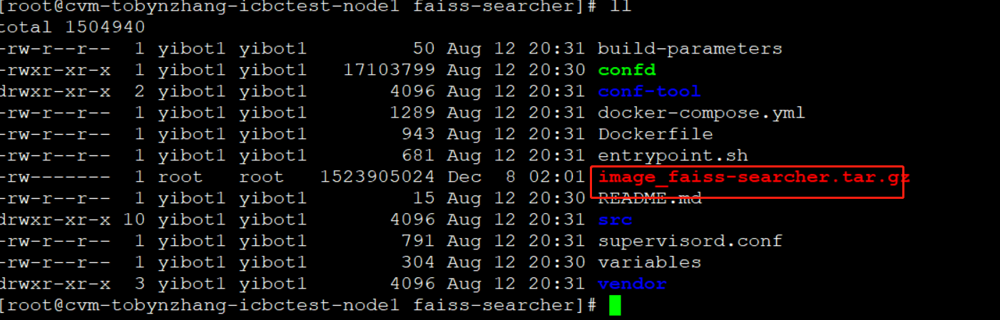 [root@cvm-tobynzhang-icbctest-node1 faiss-searcher]# ll
total 1504940
-rw-r--r-- 1 yibot1 yibot1 50 Aug 12 20:31 build-parameters
-rwxr-xr-x 1 yibot1 yibot1 17103799 Aug 12 20:30 confd
drwxr-xr-x 2 yibot1 yibot1 4096 Aug 12 20:31 conf-tool
-rw-r--r-- 1 yibot1 yibot1 1289 Aug 12 20:31 docker-compose.yml
-rw-r--r-- 1 yibot1 yibot1 943 Aug 12 20:31 Dockerfile
-rw-r--r-- 1 yibot1 yibot1 681 Aug 12 20:31 entrypoint.sh
-rw------- 1 root root 1523905024 Dec 8 02:01 image_faiss-searcher.tar.gz
-rw-r--r-- 1 yibot1 yibot1 15 Aug 12 20:30 README.md
drwxr-xr-x 10 yibot1 yibot1 4096 Aug 12 20:31 src
-rw-r--r-- 1 yibot1 yibot1 791 Aug 12 20:31 supervisord.conf
-rw-r--r-- 1 yibot1 yibot1 304 Aug 12 20:30 variables
drwxr-xr-x 3 yibot1 yibot1 4096 Aug 12 20:31 vendor
[root@cvm-tobynzhang-icbctest-node1 faiss-searcher]#